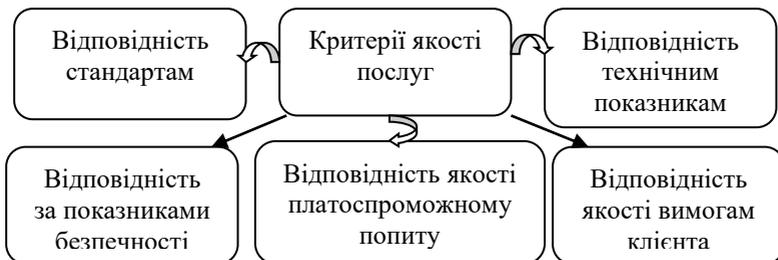 Відповідність
стандартам
Критерії якості
послуг
Відповідність
технічним
показникам
Відповідність
за показниками
безпечності
Відповідність якості
платоспроможному
попиту
Відповідність
якості вимогам
клієнта